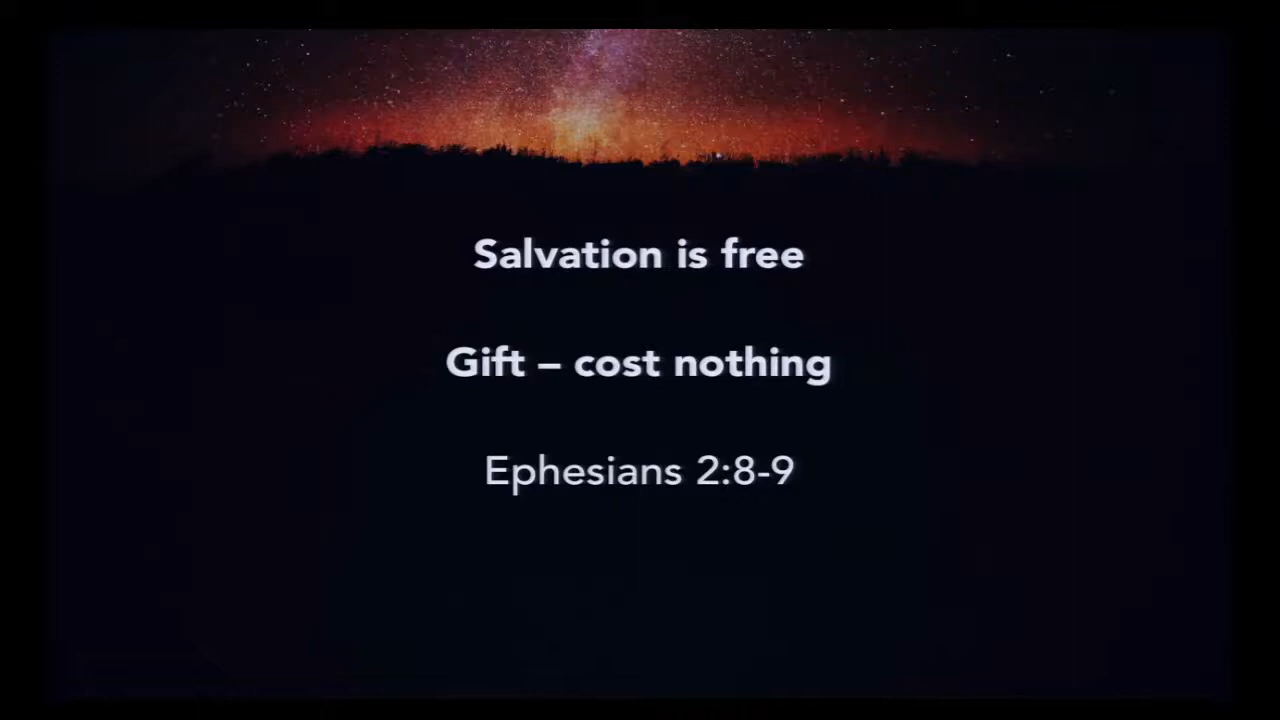 Salvation is free
Gift – cost nothing
Ephesians 2:8-9